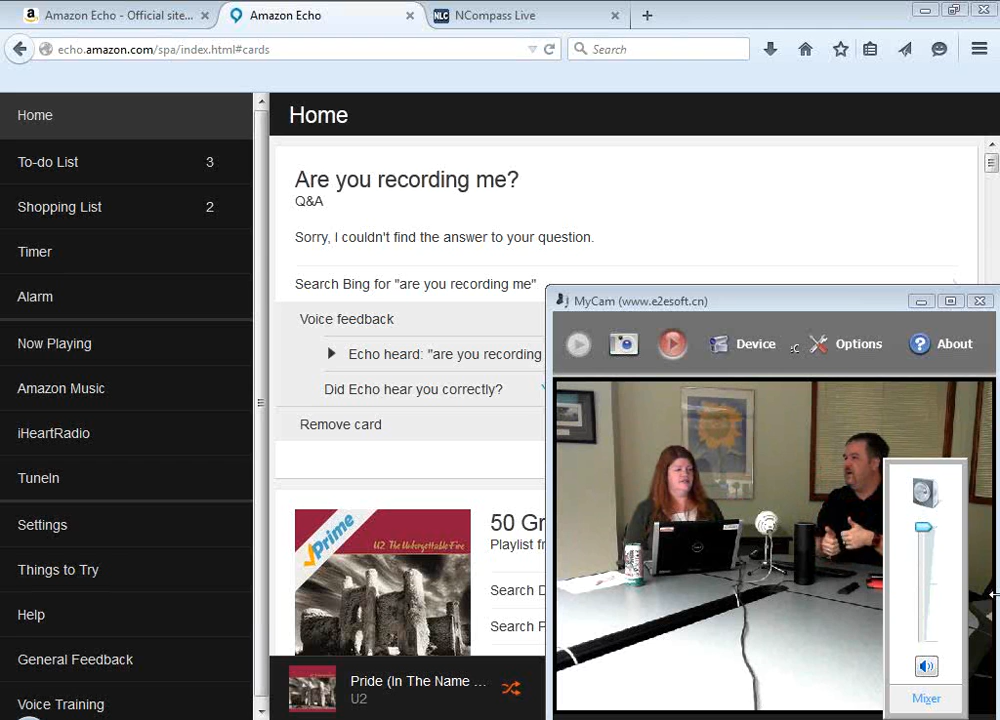 Amazon Echo - Official site...
Amazon Echo
NLC NCompass Live
echo.amazon.com/spa/index.html#cards
Search
Home
To-do List 3
Shopping List 2
Timer
Alarm
Now Playing
Amazon Music
iHeartRadio
TuneIn
Settings
Things to Try
Help
General Feedback
Voice Training
Home
Are you recording me?
Q&A
Sorry, I couldn't find the answer to your question.
Search Bing for "are you recording me"
Voice feedback
Echo heard: "are you recording
Did Echo hear you correctly?
Remove card
Prime
U2 The Unforgettable Fire
50 Gr
Playlist fr
Search D
Search F
Pride (In The Name ...
U2
MyCam (www.e2esoft.cn)
Device
:C
Options
About
Mixer